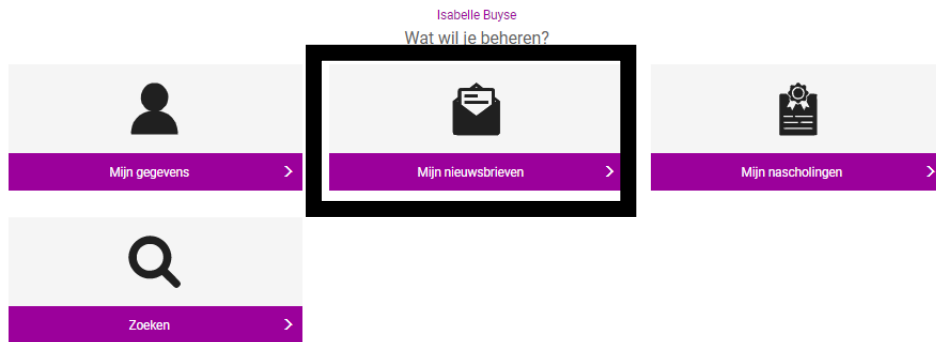 Isabelle Buyse
Wat wil je beheren?
Mijn gegevens
Mijn nieuwsbrieven
Mijn nascholingen
Zoeken